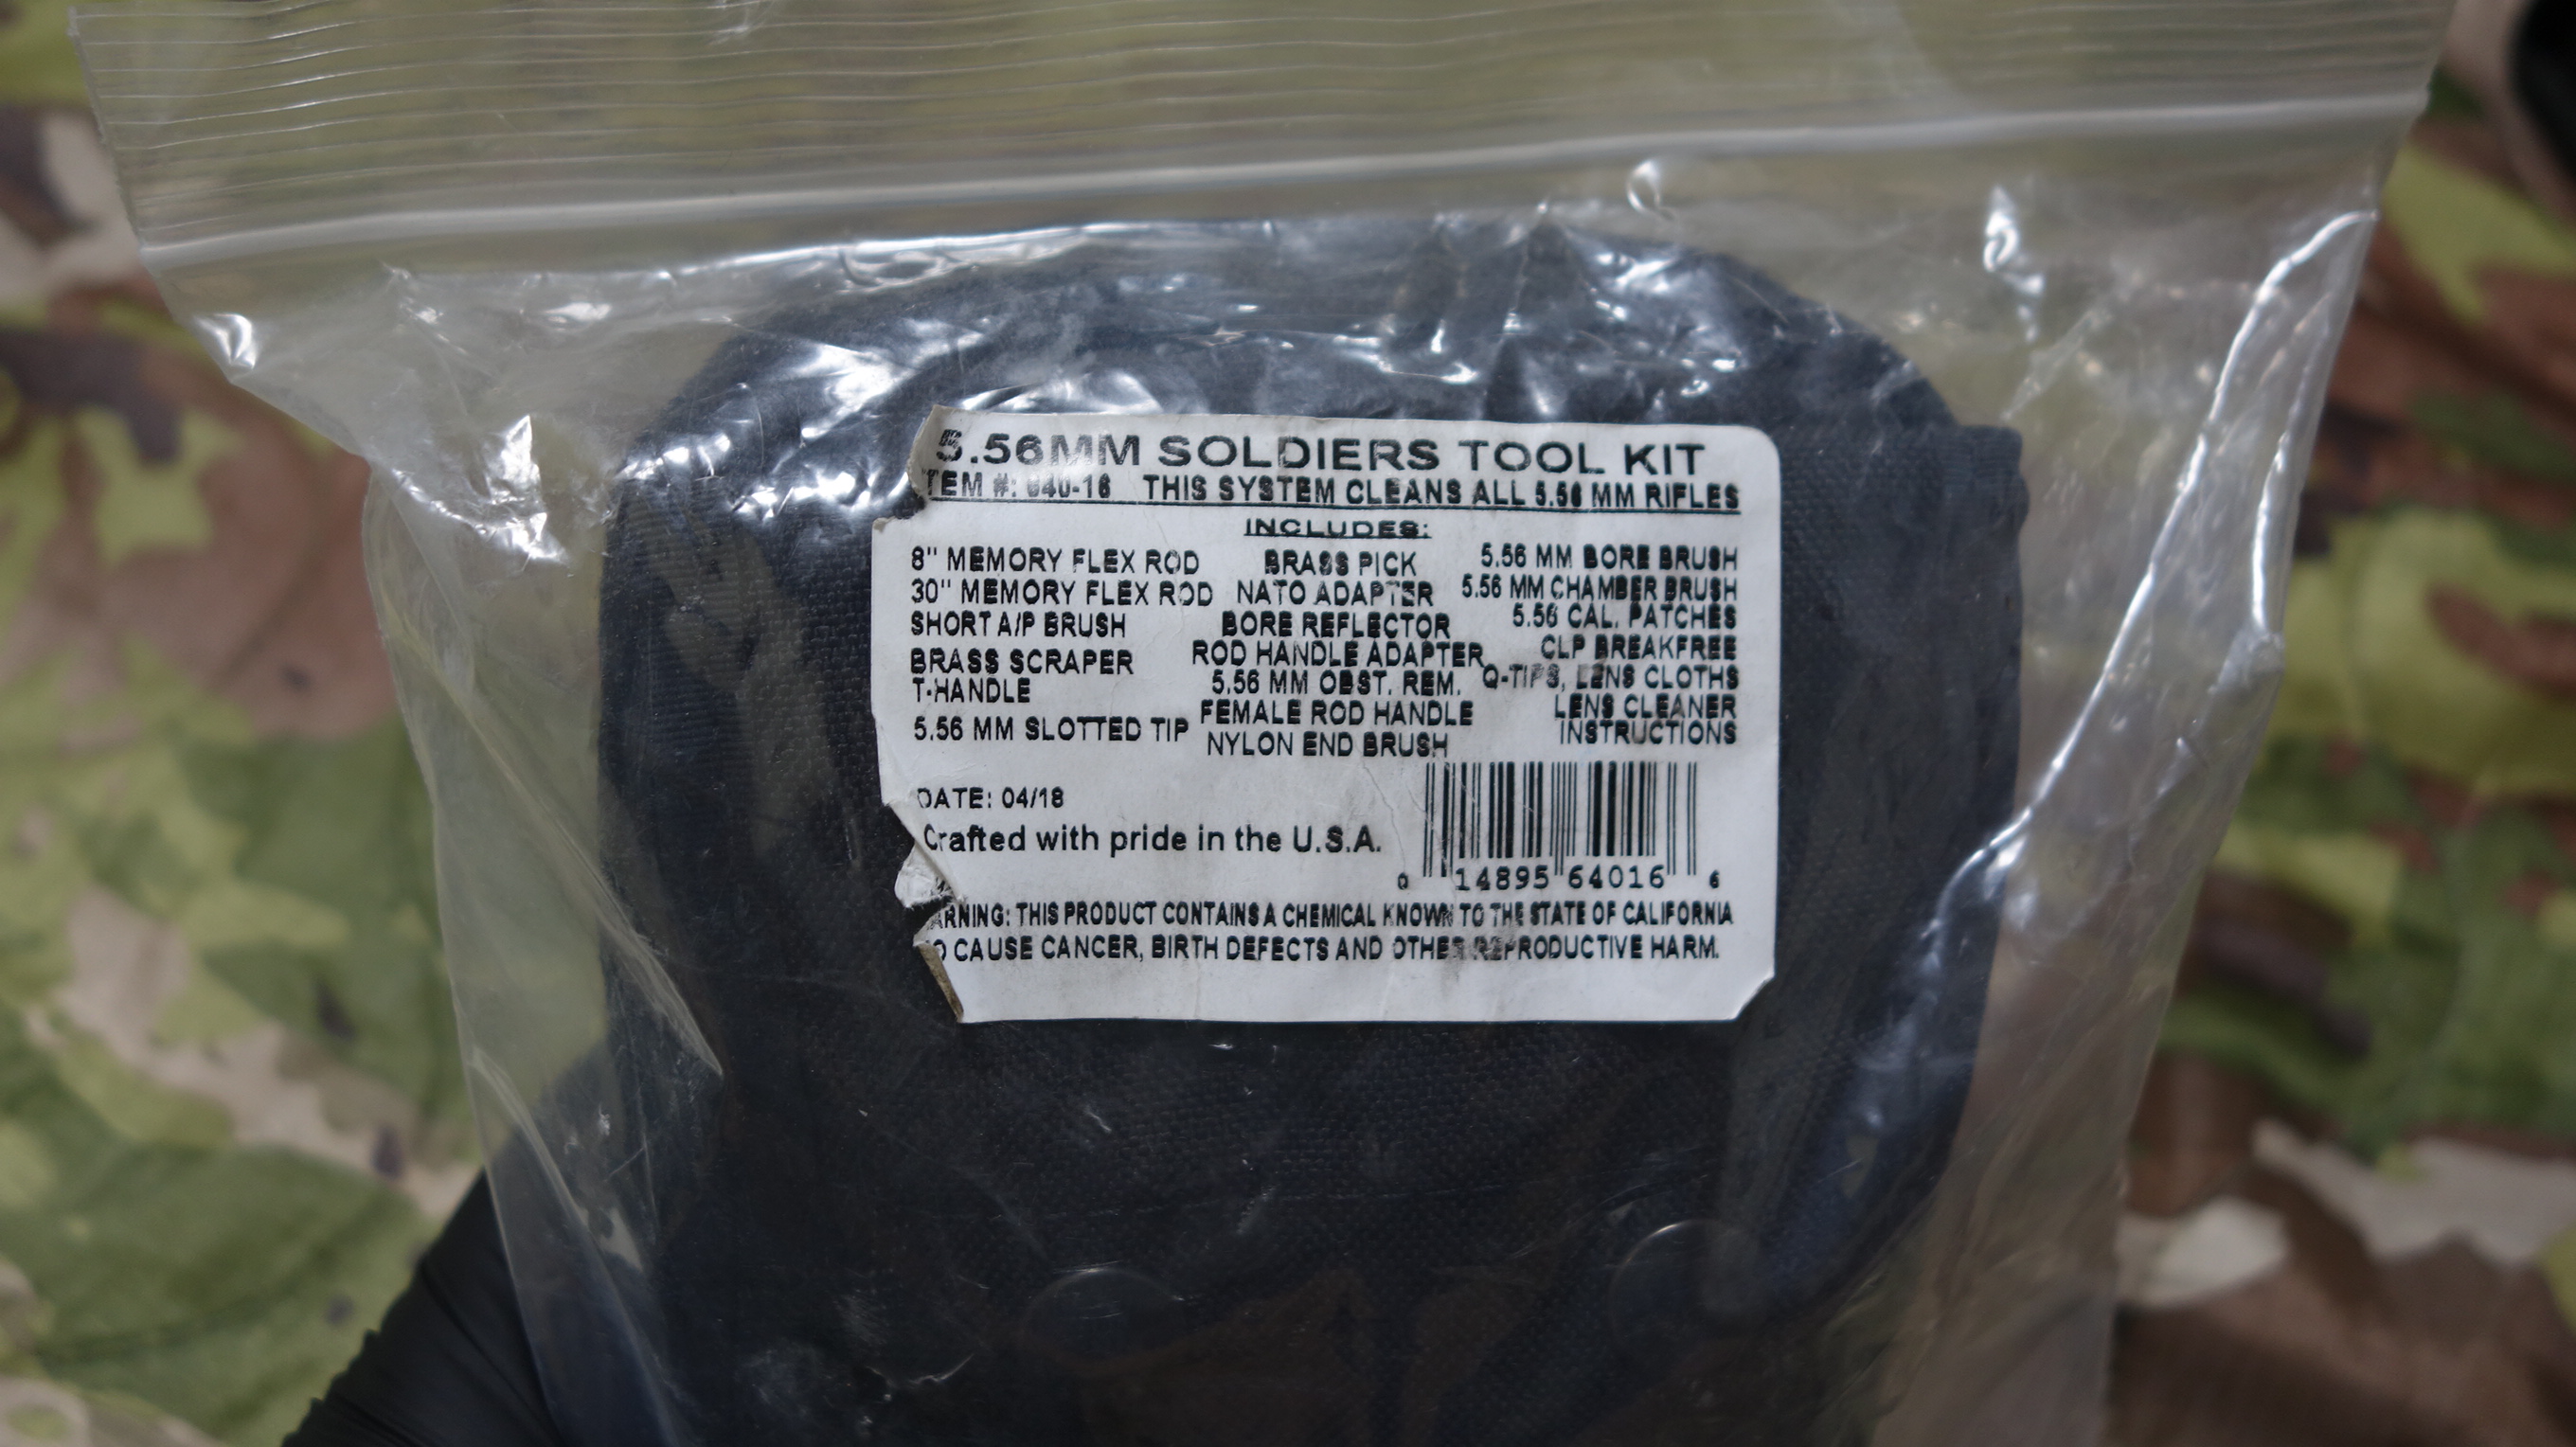 5.56MM SOLDIERS TOOL KIT
TEM #: 640-16 THIS SYSTEM CLEANS ALL 5.56 MM RIFLES
INCLUDES:
8" MEMORY FLEX ROD
30" MEMORY FLEX ROD
SHORT A/P BRUSH
BRASS SCRAPER
T-HANDLE
5.56 MM SLOTTED TIP
BRASS PICK
NATO ADAPTER
BORE REFLECTOR
ROD HANDLE ADAPTER
5.56 MM OBST. REM.
FEMALE ROD HANDLE
NYLON END BRUSH
5.56 MM BORE BRUSH
5.56 MM CHAMBER BRUSH
5.56 CAL. PATCHES
CLP BREAKFREE
Q-TIPS, LENS CLOTHS
LENS CLEANER
INSTRUCTIONS
DATE: 04/18
Crafted with pride in the U.S.A.
0 14895 64016 6
ARNING: THIS PRODUCT CONTAINS A CHEMICAL KNOWN TO THE STATE OF CALIFORNIA
O CAUSE CANCER, BIRTH DEFECTS AND OTHER REPRODUCTIVE HARM.